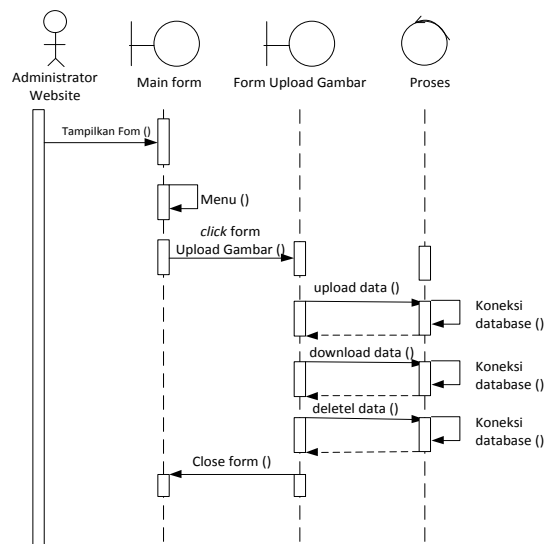 Administrator
Website
Main form
Form Upload Gambar
Proses
Tampilkan Fom ()
Menu ()
click form
Upload Gambar ()
upload data ()
Koneksi
database ()
download data ()
Koneksi
database ()
deletel data ()
Koneksi
database ()
Close form ()